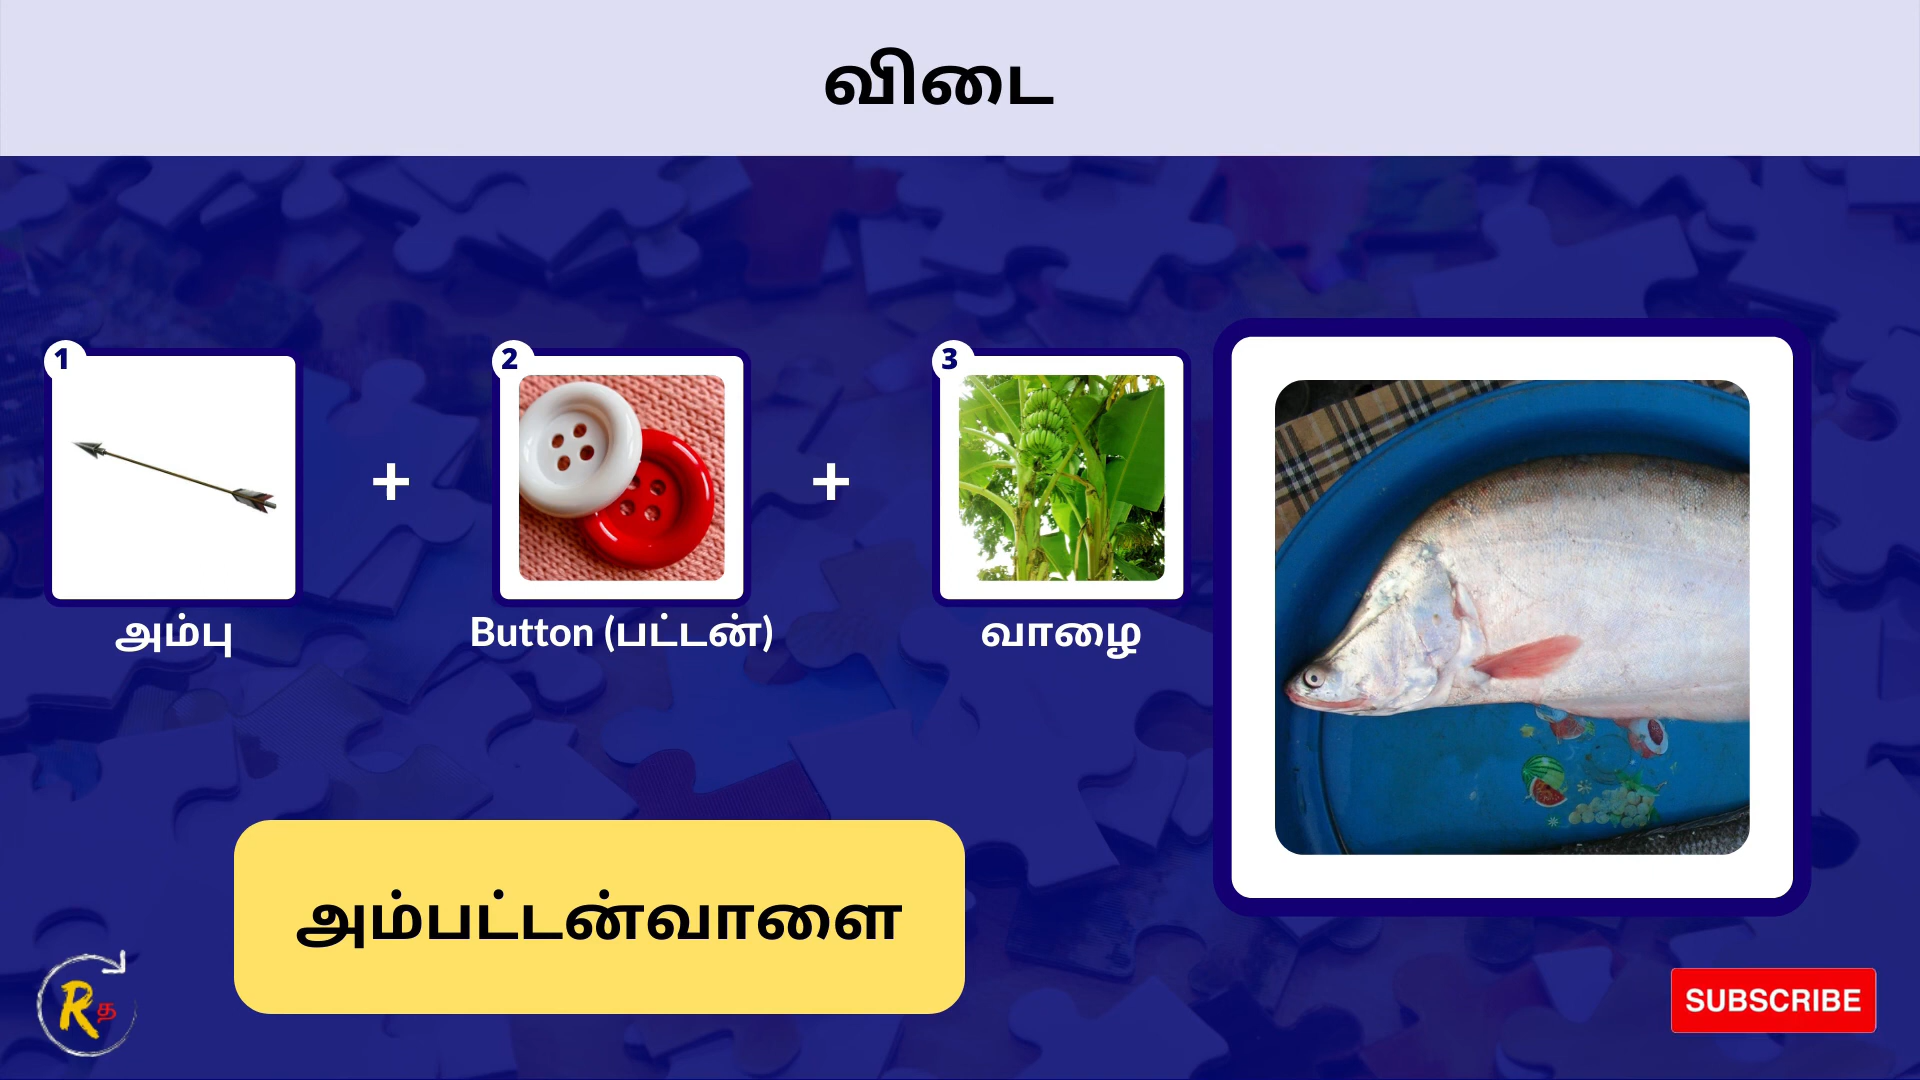 விடை
1
2
3
+
+
அம்பு
Button (பட்டன்)
வாழை
அம்பட்டன்வாளை
R த
SUBSCRIBE